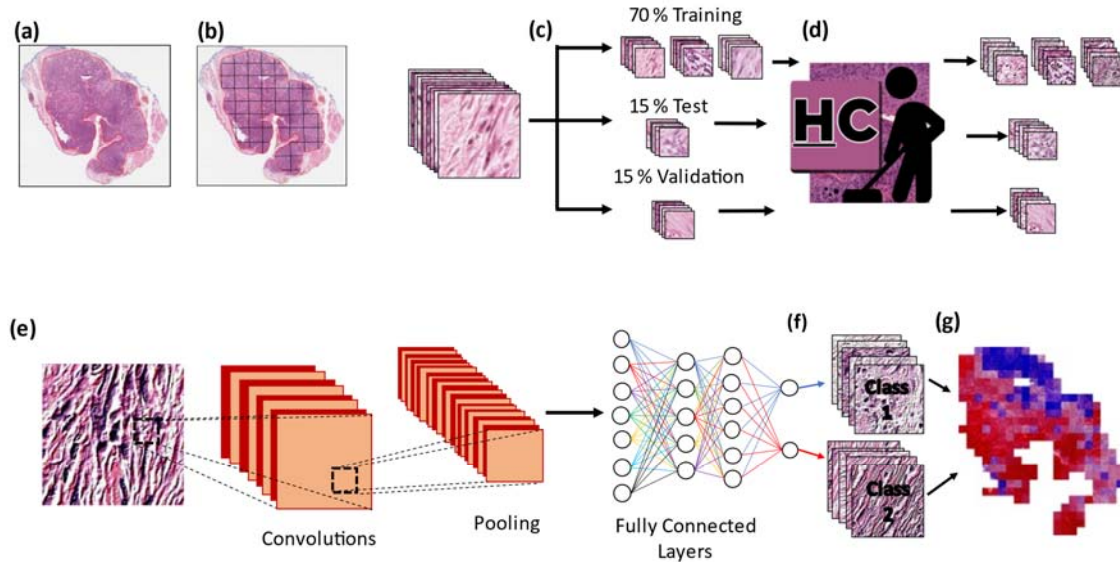 (a)
(b)
(c)
70 % Training
(d)
15 % Test
HC
15 % Validation
(e)
Convolutions
Pooling
Fully Connected
Layers
(f)
Class
1
Class
2
(g)